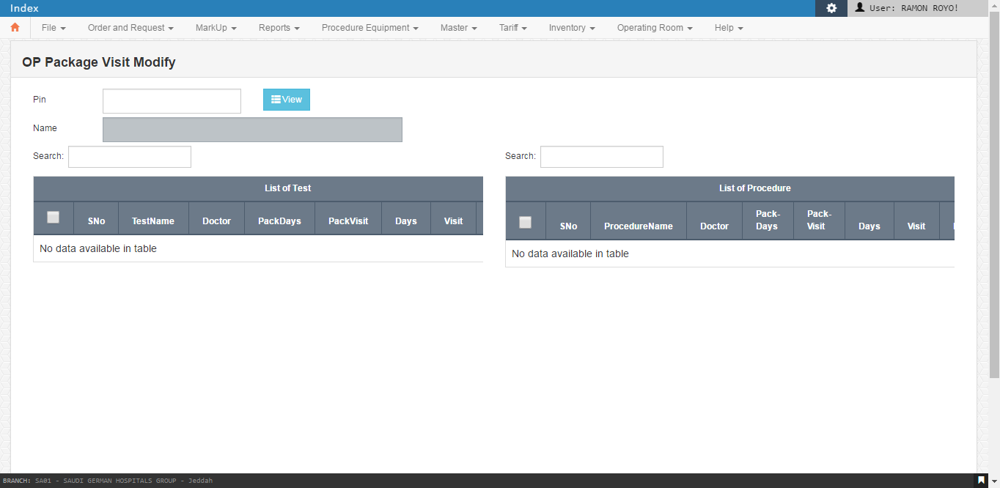 Index
User: RAMON ROYO!
File Order and Request MarkUp Reports Procedure Equipment Master Tariff Inventory Operating Room Help
OP Package Visit Modify
Pin
View
Name
Search:
Search:
List of Test
SNo TestName Doctor PackDays PackVisit Days Visit
No data available in table
List of Procedure
SNo ProcedureName Doctor Pack-
Days Pack-
Visit Days Visit
No data available in table
BRANCH: SA01 - SAUDI GERMAN HOSPITALS GROUP - Jeddah